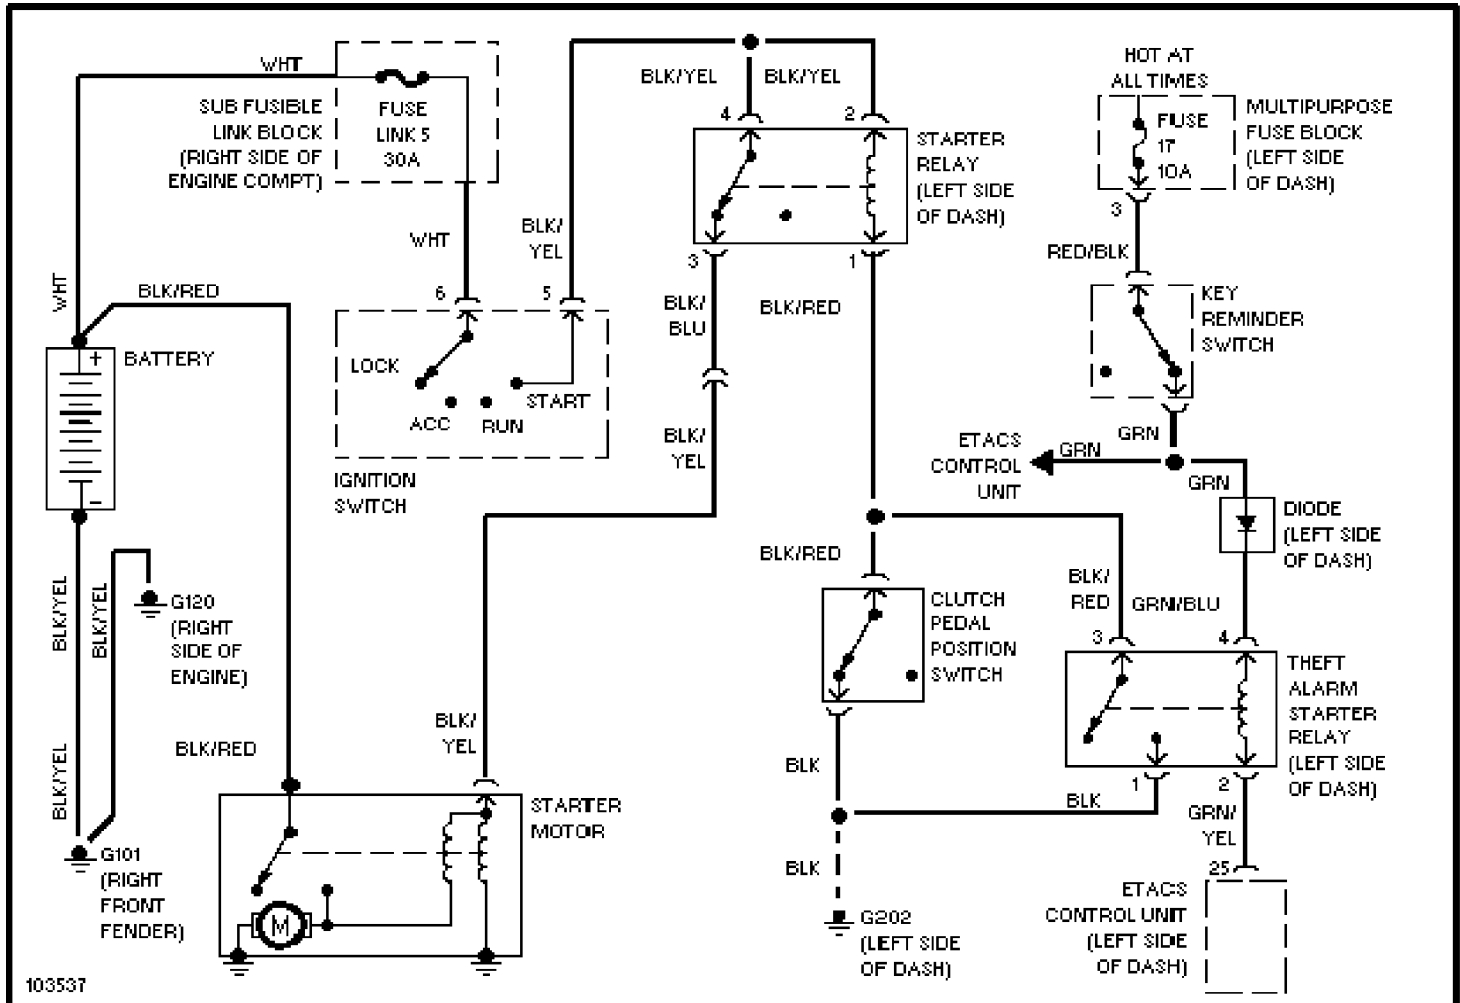 WHT
SUB FUSIBLE
LINK BLOCK
(RIGHT SIDE OF
ENGINE COMPT)
FUSE
LINK 5
30A
WHT
BLK/
YEL
BLK/YEL
BLK/YEL
4
2
STARTER
RELAY
(LEFT SIDE
OF DASH)
3
1
HOT AT
ALL TIMES
FUSE
17
10A
MULTIPURPOSE
FUSE BLOCK
(LEFT SIDE
OF DASH)
3
RED/BLK
KEY
REMINDER
SWITCH
WHT
BLK/RED
BATTERY
+
-
6
5
LOCK
ACC
RUN
START
IGNITION
SWITCH
BLK/
BLU
BLK/RED
BLK/
YEL
GRN
ETACS
CONTROL
UNIT
GRN
GRN
DIODE
(LEFT SIDE
OF DASH)
BLK/YEL
BLK/YEL
G120
(RIGHT
SIDE OF
ENGINE)
BLK/RED
BLK/
RED
GRN/BLU
CLUTCH
PEDAL
POSITION
SWITCH
3
4
THEFT
ALARM
STARTER
RELAY
(LEFT SIDE
OF DASH)
BLK/YEL
BLK/RED
BLK/
YEL
STARTER
MOTOR
M
G101
(RIGHT
FRONT
FENDER)
BLK
1
2
BLK
GRN/
YEL
BLK
25
ETACS
CONTROL UNIT
(LEFT SIDE
OF DASH)
G202
(LEFT SIDE
OF DASH)
103537